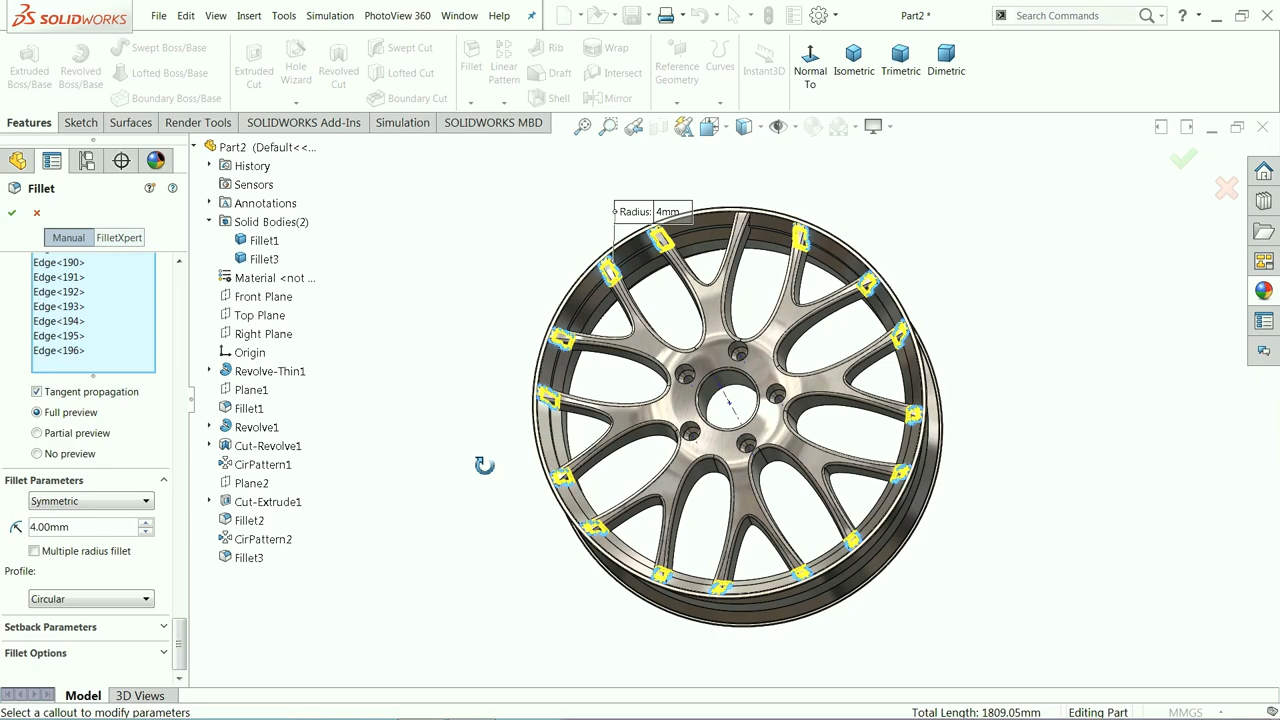 SOLIDWORKS
File Edit View Insert Tools Simulation PhotoView 360 Window Help
Part2 *
Search Commands
?
Extruded Boss/Base
Revolved Boss/Base
Swept Boss/Base
Lofted Boss/Base
Boundary Boss/Base
Extruded Cut
Hole Wizard
Revolved Cut
Swept Cut
Lofted Cut
Boundary Cut
Fillet
Linear Pattern
Rib
Draft
Shell
Wrap
Intersect
Mirror
Reference Geometry
Curves
Instant3D
Normal To
Isometric
Trimetric
Dimetric
Features Sketch Surfaces Render Tools SOLIDWORKS Add-Ins Simulation SOLIDWORKS MBD
Fillet
Manual FilletXpert
Edge<190>
Edge<191>
Edge<192>
Edge<193>
Edge<194>
Edge<195>
Edge<196>
Tangent propagation
Full preview
Partial preview
No preview
Fillet Parameters
Symmetric
4.00mm
Multiple radius fillet
Profile:
Circular
Setback Parameters
Fillet Options
Part2 (Default<<...
History
Sensors
Annotations
Solid Bodies(2)
Fillet1
Fillet3
Material <not ...
Front Plane
Top Plane
Right Plane
Origin
Revolve-Thin1
Plane1
Fillet1
Revolve1
Cut-Revolve1
CirPattern1
Plane2
Cut-Extrude1
Fillet2
CirPattern2
Fillet3
Radius: 4mm
Model 3D Views
Select a callout to modify parameters
Total Length: 1809.05mm
Editing Part
MMGS